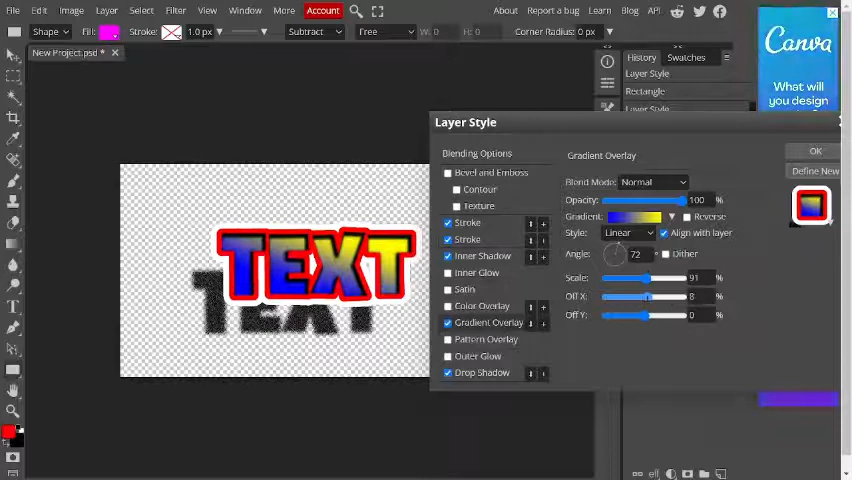 File Edit Image Layer Select Filter View Window More Account About Report a bug Learn Blog API
Shape Fill: Stroke: 1.0 px Subtract Free W: 0 H: 0 Corner Radius: 0 px
New Project.psd *
History Swatches
Layer Style
Rectangle
Layer Style
Canva
What will
you design
Layer Style
Blending Options
Bevel and Emboss
Contour
Texture
Stroke
Stroke
Inner Shadow
Inner Glow
Satin
Color Overlay
Gradient Overlay
Pattern Overlay
Outer Glow
Drop Shadow
Gradient Overlay
Blend Mode: Normal
Opacity: 100 %
Gradient: Reverse
Style: Linear Align with layer
Angle: 72 ° Dither
Scale: 91 %
Off X: 8 %
Off Y: 0 %
OK
Define New
TEXT
TEXT
eff